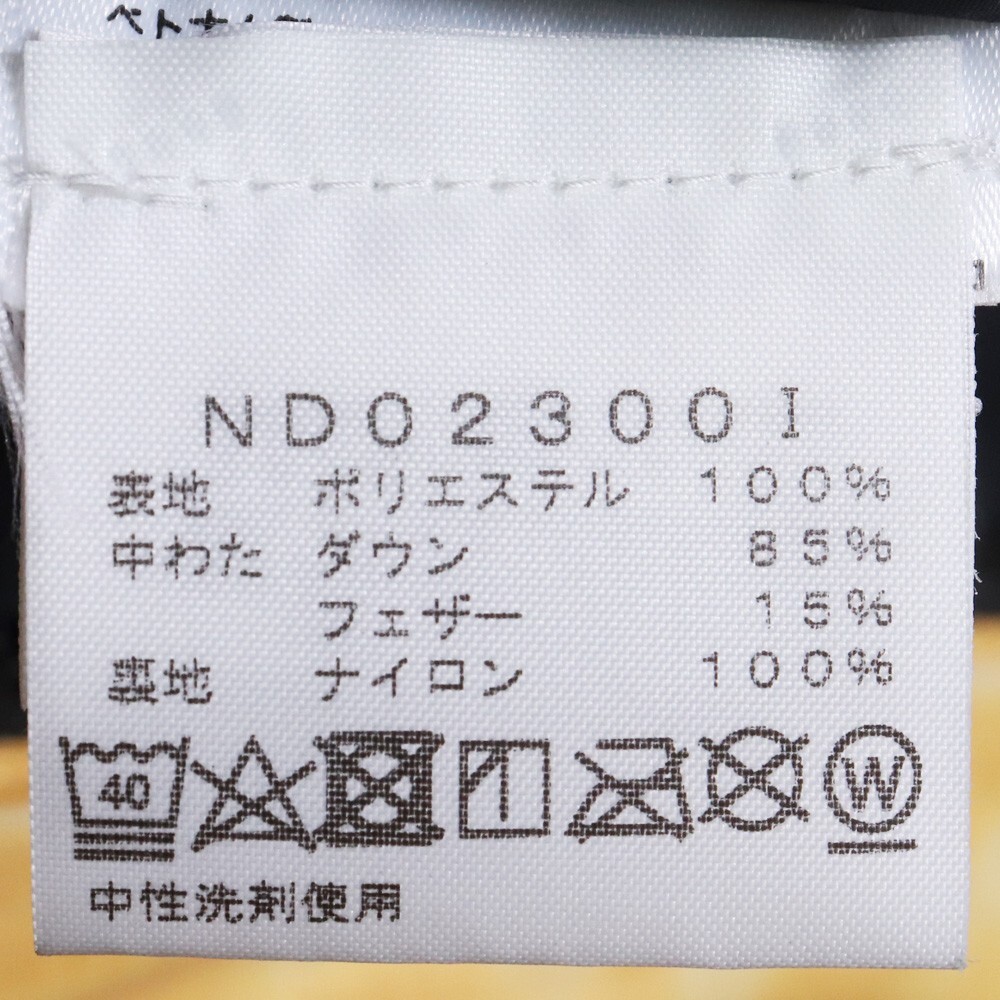 ND02300I
表地 ポリエステル 100%
中わた ダウン 85%
フェザー 15%
裏地 ナイロン 100%
40 W
中性洗剤使用